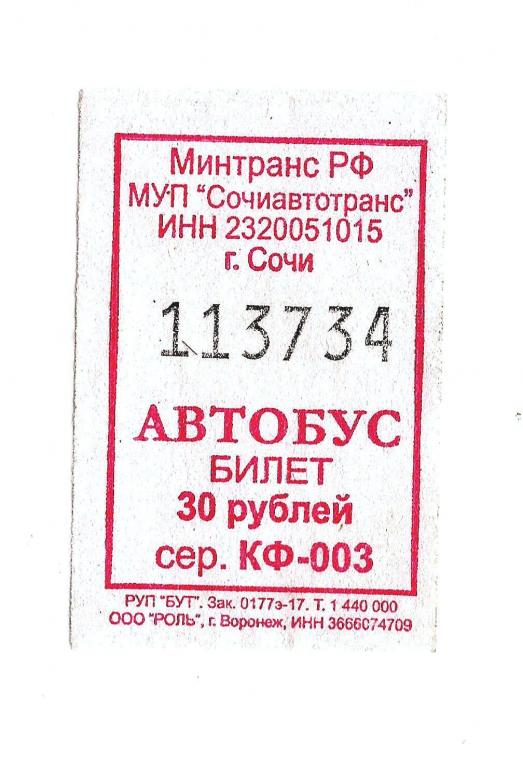 Минтранс РФ
МУП "Сочиавтотранс"
ИНН 2320051015
г. Сочи
113734
АВТОБУС
БИЛЕТ
30 рублей
сер. КФ-003
РУП "БУТ". Зак. 0177э-17. Т. 1 440 000
ООО "РОЛЬ", г. Воронеж, ИНН 3666074709